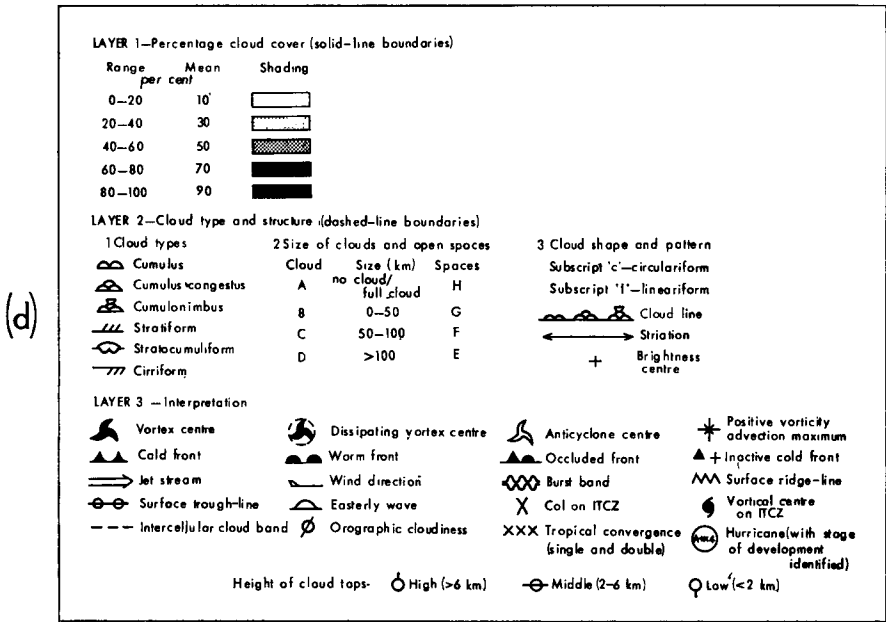 (d)
LAYER 1—Percentage cloud cover (solid-line boundaries)
Range Mean Shading
per cent
0—20 10
20—40 30
40—60 50
60—80 70
80—100 90
LAYER 2—Cloud type and structure (dashed-line boundaries)
1 Cloud types 2 Size of clouds and open spaces 3 Cloud shape and pattern
Cumulus Cloud Size (km) Spaces Subscript 'c'—circulariform
Cumulus congestus A no cloud/ full cloud H Subscript 'l'—lineariform
Cumulonimbus B 0—50 G Cloud line
Stratiform C 50—100 F Striation
Stratocumuliform D >100 E + Brightness centre
Cirriform
LAYER 3 — Interpretation
Vortex centre Dissipating vortex centre Anticyclone centre Positive vorticity advection maximum
Cold front Worm front Occluded front + Inactive cold front
Jet stream Wind direction Burst band Surface ridge-line
Surface trough-line Easterly wave X Col on ITCZ Vortical centre on ITCZ
Intercellular cloud band Orographic cloudiness XXX Tropical convergence (single and double) Hurricane (with stage of development identified)
Height of cloud tops- High (>6 km) Middle (2-6 km) Low (<2 km)